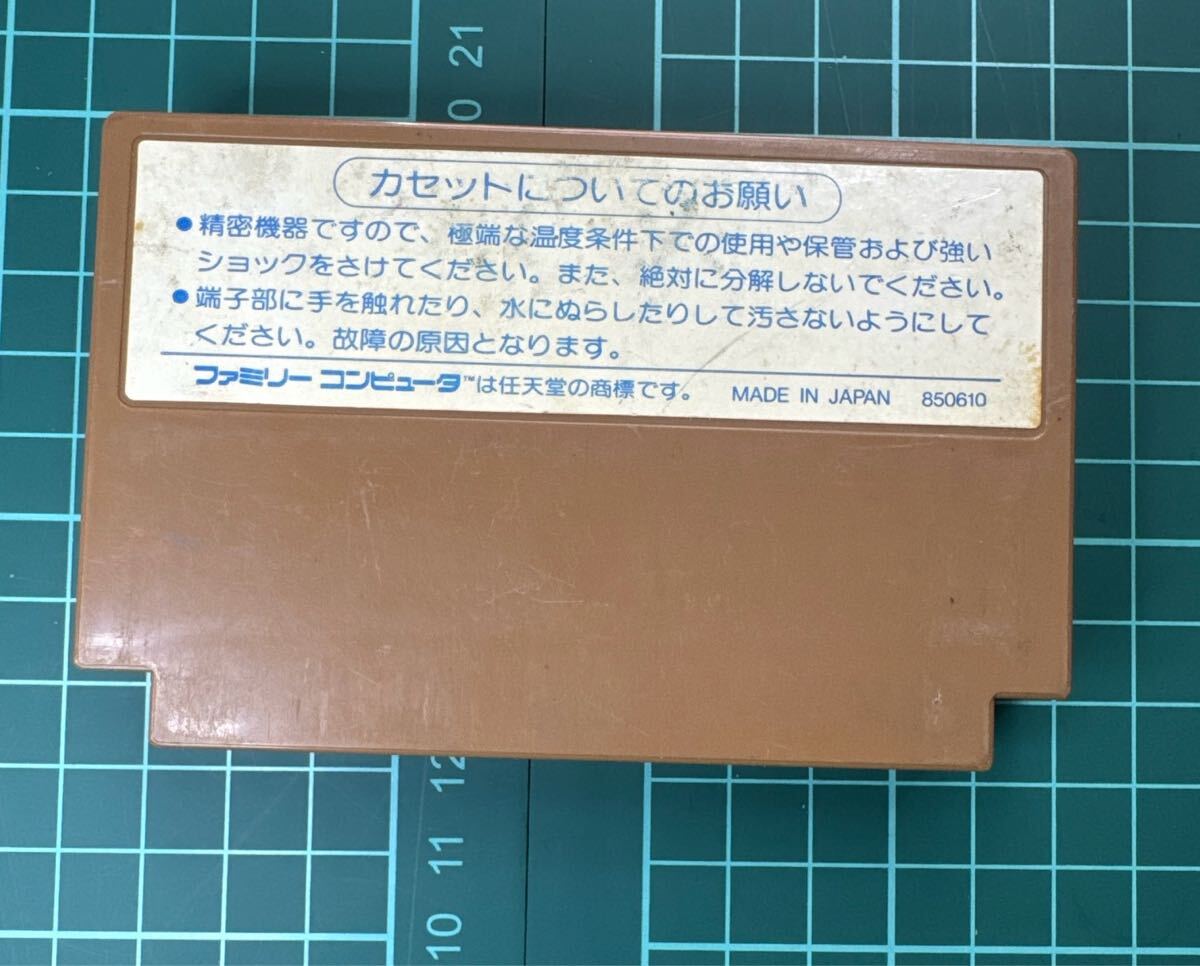 カセットについてのお願い
●精密機器ですので、極端な温度条件下での使用や保管および強い
ショックをさけてください。また、絶対に分解しないでください。
●端子部に手を触れたり、水にぬらしたりして汚さないようにして
ください。故障の原因となります。
ファミリー コンピュータ™は任天堂の商標です。 MADE IN JAPAN 850610
21
11
10